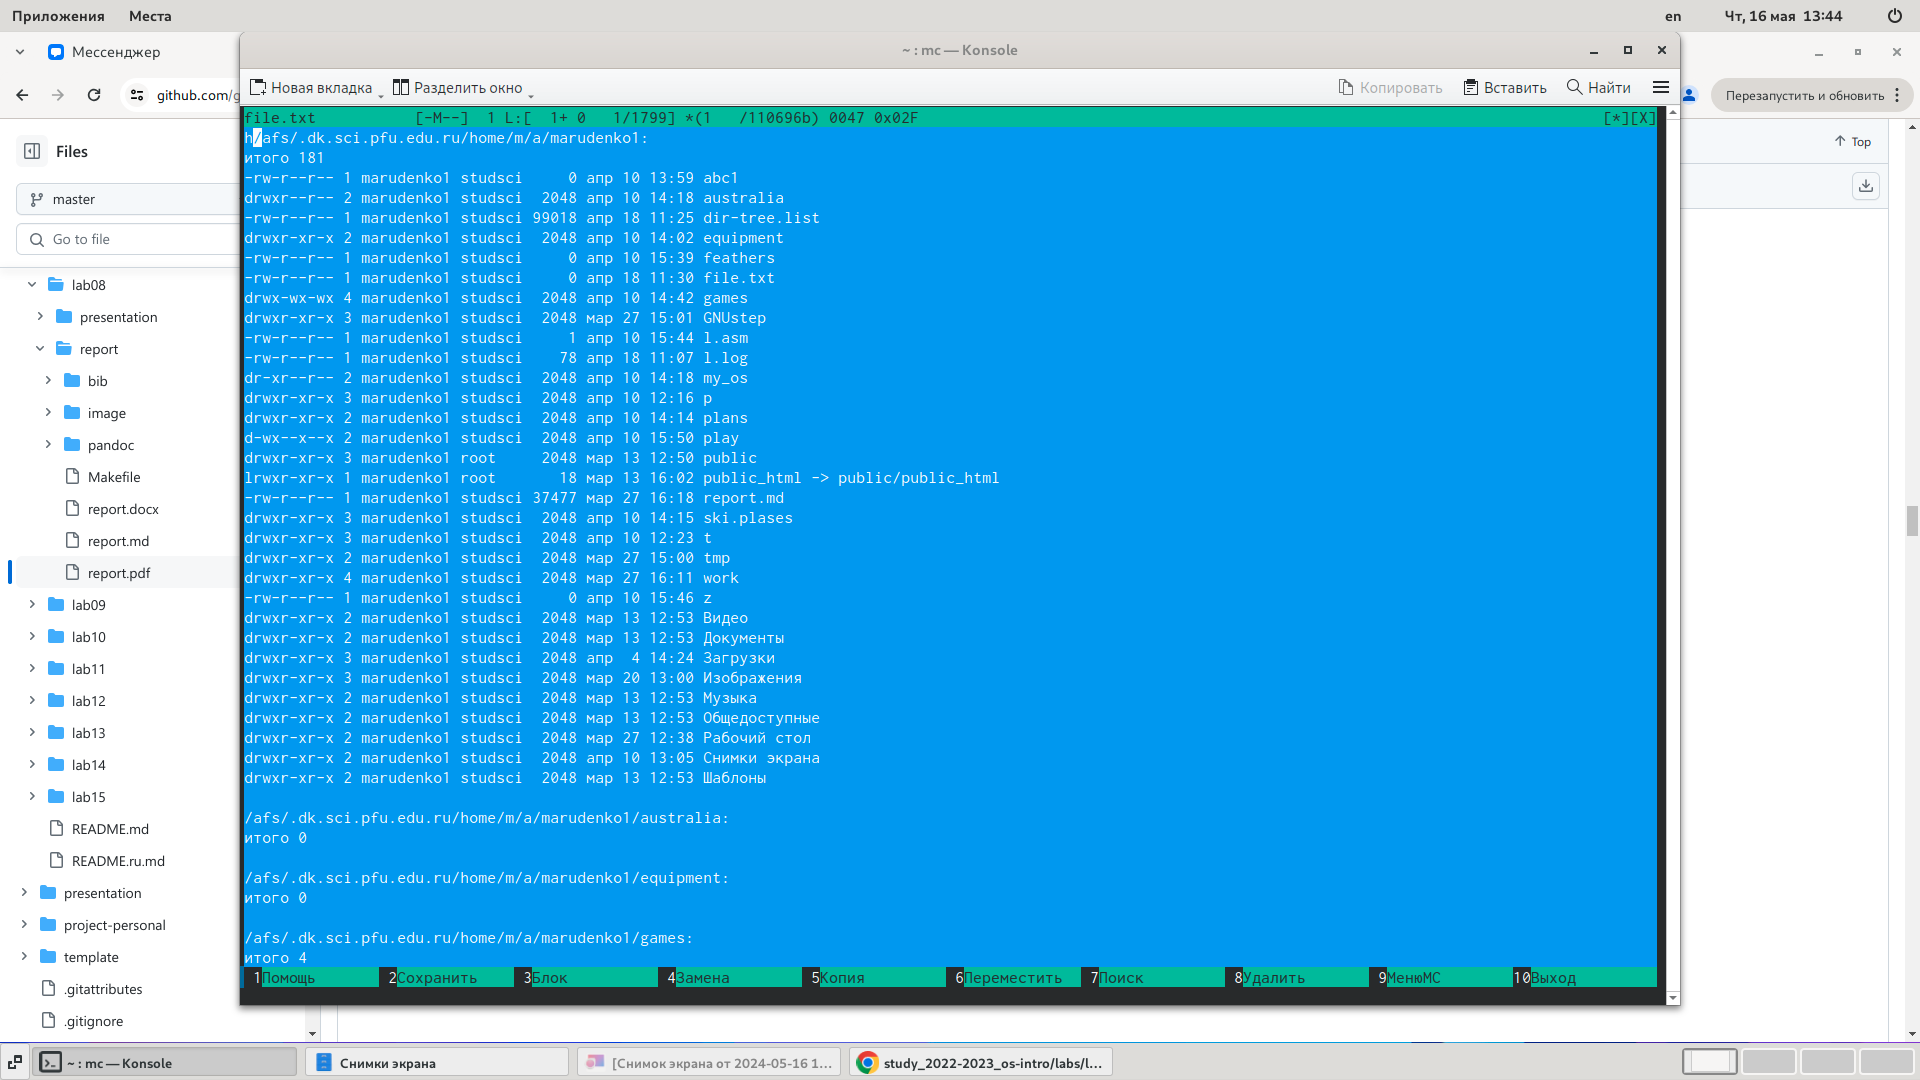 Приложения Места en Чт, 16 мая 13:44
Мессенджер
~ : mc — Konsole
github.com/g
Перезапустить и обновить
Новая вкладка Разделить окно Копировать Вставить Найти
Files
Top
master
Go to file
lab08
presentation
report
bib
image
pandoc
Makefile
report.docx
report.md
report.pdf
lab09
lab10
lab11
lab12
lab13
lab14
lab15
README.md
README.ru.md
presentation
project-personal
template
.gitattributes
.gitignore
file.txt [-M--] 1 L:[ 1+ 0 1/1799] *(1 /110696b) 0047 0x02F [*][X]
h/afs/.dk.sci.pfu.edu.ru/home/m/a/marudenko1:
итого 181
-rw-r--r-- 1 marudenko1 studsci 0 апр 10 13:59 abc1
drwxr--r-- 2 marudenko1 studsci 2048 апр 10 14:18 australia
-rw-r--r-- 1 marudenko1 studsci 99018 апр 18 11:25 dir-tree.list
drwxr-xr-x 2 marudenko1 studsci 2048 апр 10 14:02 equipment
-rw-r--r-- 1 marudenko1 studsci 0 апр 10 15:39 feathers
-rw-r--r-- 1 marudenko1 studsci 0 апр 18 11:30 file.txt
drwx-wx-wx 4 marudenko1 studsci 2048 апр 10 14:42 games
drwxr-xr-x 3 marudenko1 studsci 2048 мар 27 15:01 GNUstep
-rw-r--r-- 1 marudenko1 studsci 1 апр 10 15:44 l.asm
-rw-r--r-- 1 marudenko1 studsci 78 апр 18 11:07 l.log
dr-xr--r-- 2 marudenko1 studsci 2048 апр 10 14:18 my_os
drwxr-xr-x 3 marudenko1 studsci 2048 апр 10 12:16 p
drwxr-xr-x 2 marudenko1 studsci 2048 апр 10 14:14 plans
d-wx--x--x 2 marudenko1 studsci 2048 апр 10 15:50 play
drwxr-xr-x 3 marudenko1 root 2048 мар 13 12:50 public
lrwxr-xr-x 1 marudenko1 root 18 мар 13 16:02 public_html -> public/public_html
-rw-r--r-- 1 marudenko1 studsci 37477 мар 27 16:18 report.md
drwxr-xr-x 3 marudenko1 studsci 2048 апр 10 14:15 ski.plases
drwxr-xr-x 3 marudenko1 studsci 2048 апр 10 12:23 t
drwxr-xr-x 2 marudenko1 studsci 2048 мар 27 15:00 tmp
drwxr-xr-x 4 marudenko1 studsci 2048 мар 27 16:11 work
-rw-r--r-- 1 marudenko1 studsci 0 апр 10 15:46 z
drwxr-xr-x 2 marudenko1 studsci 2048 мар 13 12:53 Видео
drwxr-xr-x 2 marudenko1 studsci 2048 мар 13 12:53 Документы
drwxr-xr-x 3 marudenko1 studsci 2048 апр 4 14:24 Загрузки
drwxr-xr-x 3 marudenko1 studsci 2048 мар 20 13:00 Изображения
drwxr-xr-x 2 marudenko1 studsci 2048 мар 13 12:53 Музыка
drwxr-xr-x 2 marudenko1 studsci 2048 мар 13 12:53 Общедоступные
drwxr-xr-x 2 marudenko1 studsci 2048 мар 27 12:38 Рабочий стол
drwxr-xr-x 2 marudenko1 studsci 2048 апр 10 13:05 Снимки экрана
drwxr-xr-x 2 marudenko1 studsci 2048 мар 13 12:53 Шаблоны
/afs/.dk.sci.pfu.edu.ru/home/m/a/marudenko1/australia:
итого 0
/afs/.dk.sci.pfu.edu.ru/home/m/a/marudenko1/equipment:
итого 0
/afs/.dk.sci.pfu.edu.ru/home/m/a/marudenko1/games:
итого 4
1Помощь 2Сохранить 3Блок 4Замена 5Копия 6Переместить 7Поиск 8Удалить 9МенюMC 10Выход
~ : mc — Konsole Снимки экрана [Снимок экрана от 2024-05-16 1... study_2022-2023_os-intro/labs/l...